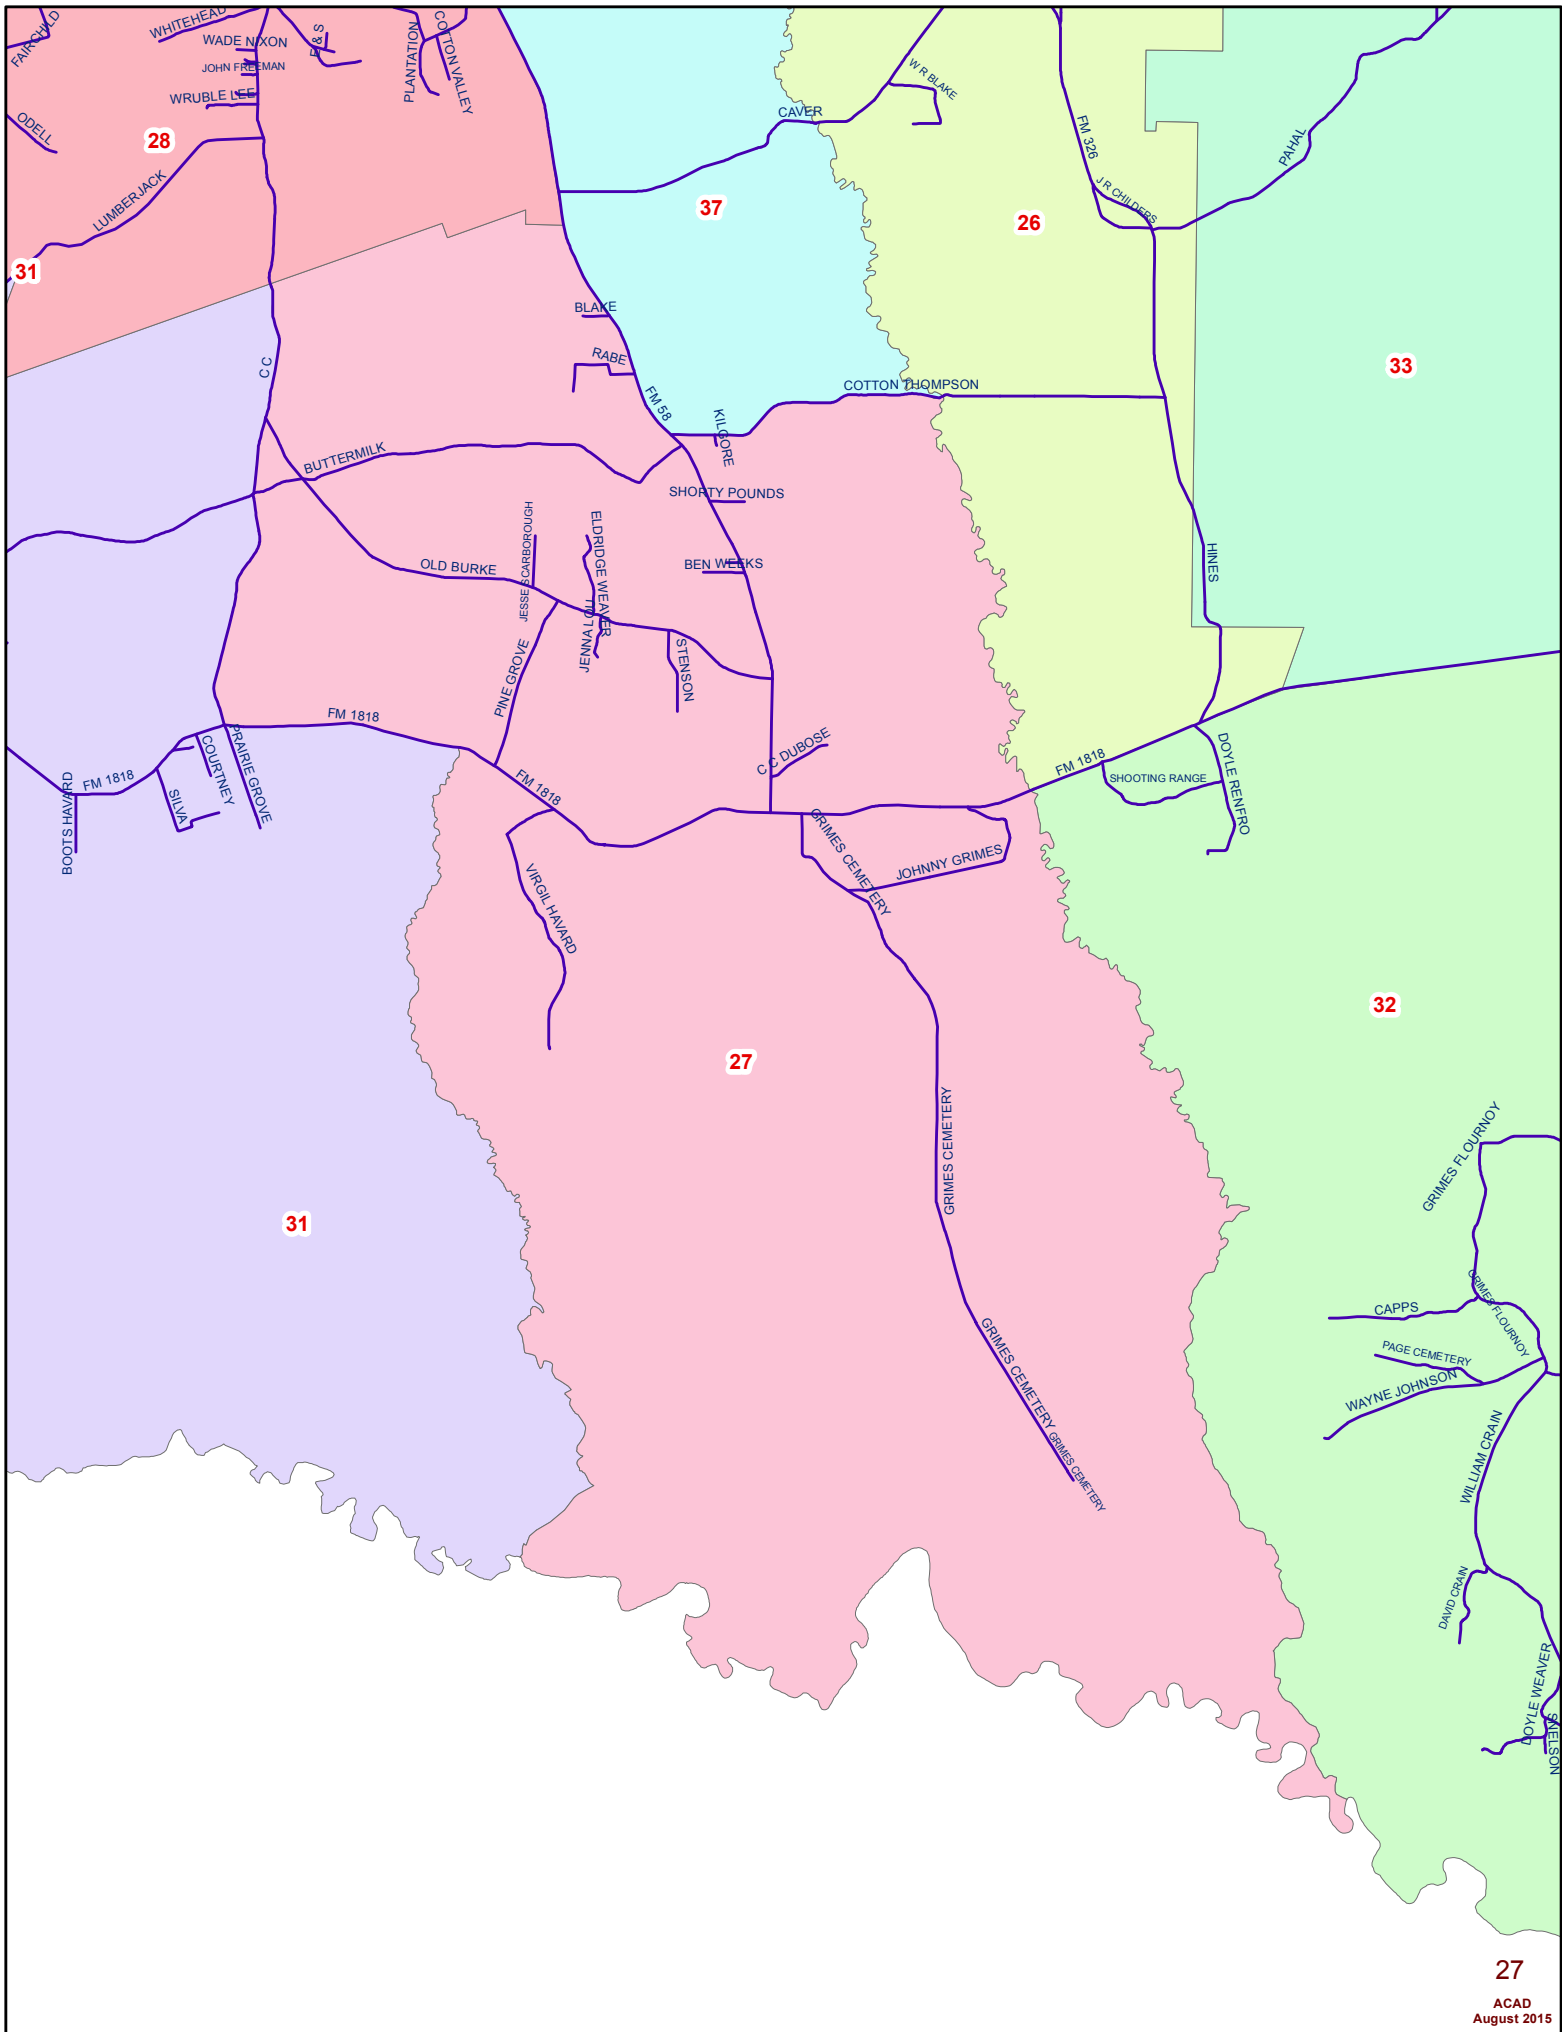 FAIRCHILD
WHITEHEAD
WADE NIXON
E & S
JOHN FREEMAN
WRUBLE LEE
PLANTATION
COTTON VALLEY
ODELL
28
LUMBERJACK
31
CAVER
W R BLAKE
37
FM 326
J R CHILDERS
26
PAHAL
33
BLAKE
RABE
C C
FM 58
COTTON THOMPSON
KILGORE
BUTTERMILK
SHORTY POUNDS
JESSE SCARBOROUGH
ELDRIDGE WEAVER
BEN WEEKS
OLD BURKE
HINES
JENNA LOU
PINE GROVE
STENSON
FM 1818
C C DUBOSE
FM 1818
BOOTS HAVARD
FM 1818
SILVA
COURTNEY
PRAIRIE GROVE
FM 1818
SHOOTING RANGE
DOYLE RENFRO
GRIMES CEMETERY
JOHNNY GRIMES
VIRGIL HAVARD
32
27
GRIMES CEMETERY
GRIMES FLOURNOY
31
CAPPS
GRIMES FLOURNOY
PAGE CEMETERY
WAYNE JOHNSON
GRIMES CEMETERY
GRIMES CEMETERY
WILLIAM CRAIN
DAVID CRAIN
DOYLE WEAVER
SNELSON
27
ACAD
August 2015